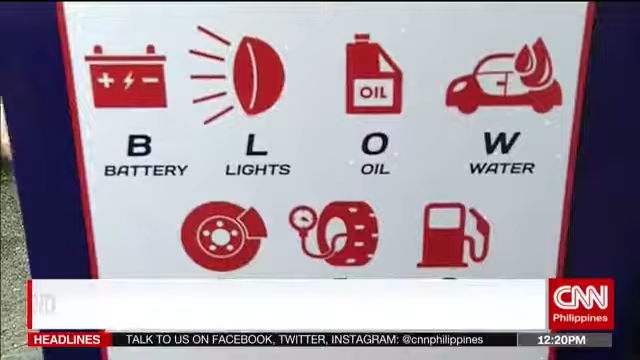 OIL
B L O W
BATTERY LIGHTS OIL WATER
CNN
Philippines
HEADLINES TALK TO US ON FACEBOOK, TWITTER, INSTAGRAM: @cnnphilippines 12:20PM